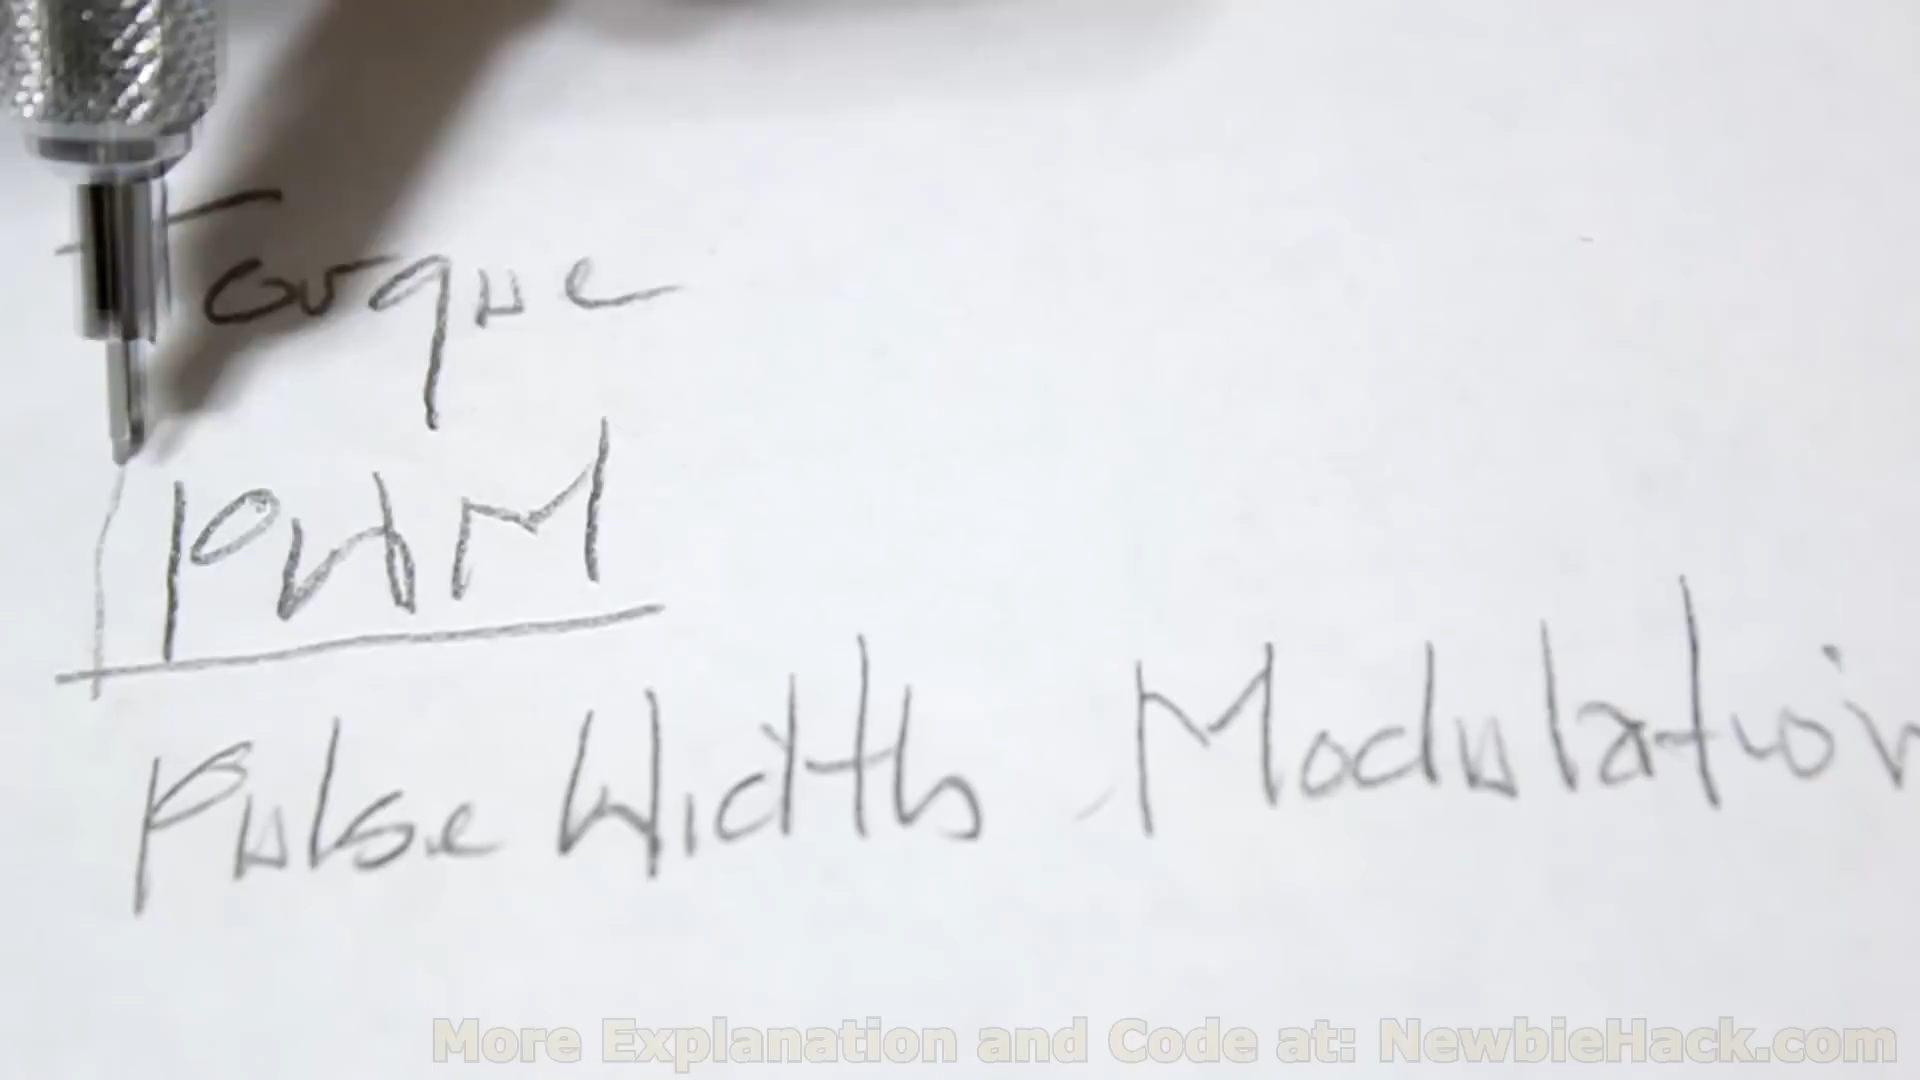 Torque
PWM
Pulse Width Modulation
More Explanation and Code at: NewbieHack.com